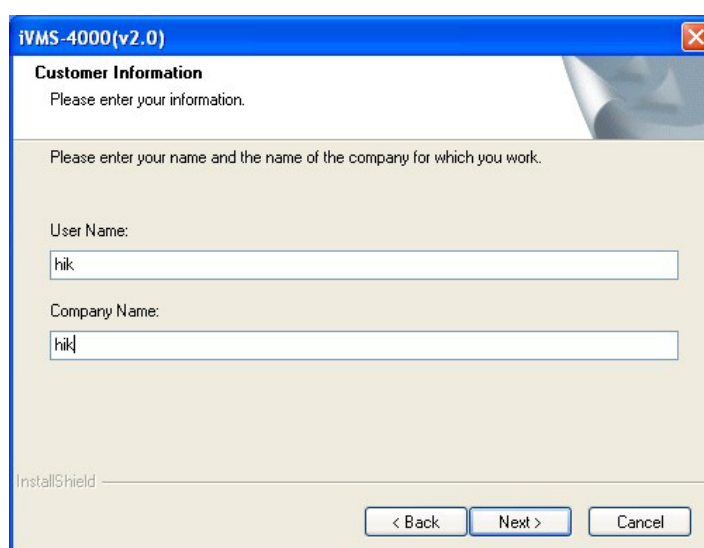 iVMS-4000(v2.0)
Customer Information
Please enter your information.
Please enter your name and the name of the company for which you work.
User Name:
hik
Company Name:
hik
InstallShield
< Back Next > Cancel